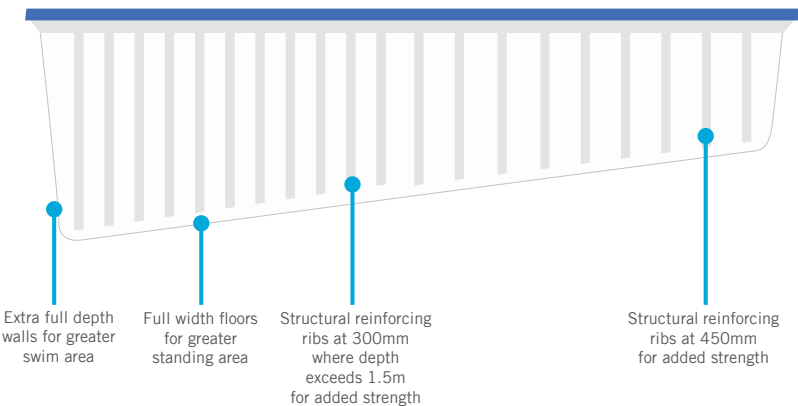 Extra full depth
walls for greater
swim area
Full width floors
for greater
standing area
Structural reinforcing
ribs at 300mm
where depth
exceeds 1.5m
for added strength
Structural reinforcing
ribs at 450mm
for added strength